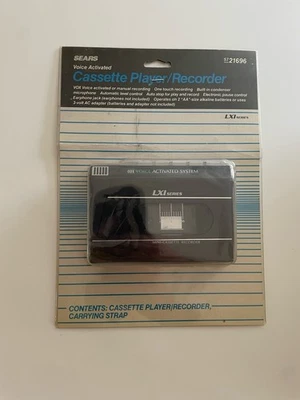 SEARS
57 21696
Voice Activated
Cassette Player/Recorder
VOX Voice activated or manual recording One touch recording Built in condenser
microphone Automatic level control Auto stop for play and record Electronic pause control
Earphone jack (earphones not included) Operates on 2 "AA"-size alkaline batteries or uses
3-volt AC adapter (batteries and adapter not included)
LXI SERIES
VOICE ACTIVATED SYSTEM
LXI SERIES
CASSETTE RECORDER
CONTENTS: CASSETTE PLAYER/RECORDER,
CARRYING STRAP